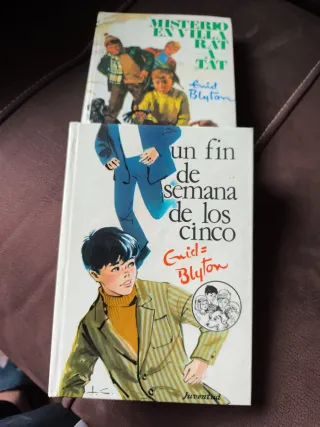 MISTERIO
EN VILLA
RAT
A
TAT
Enid
Blyton
un fin
de
semana
de los
cinco
Enid
Blyton
Juventud